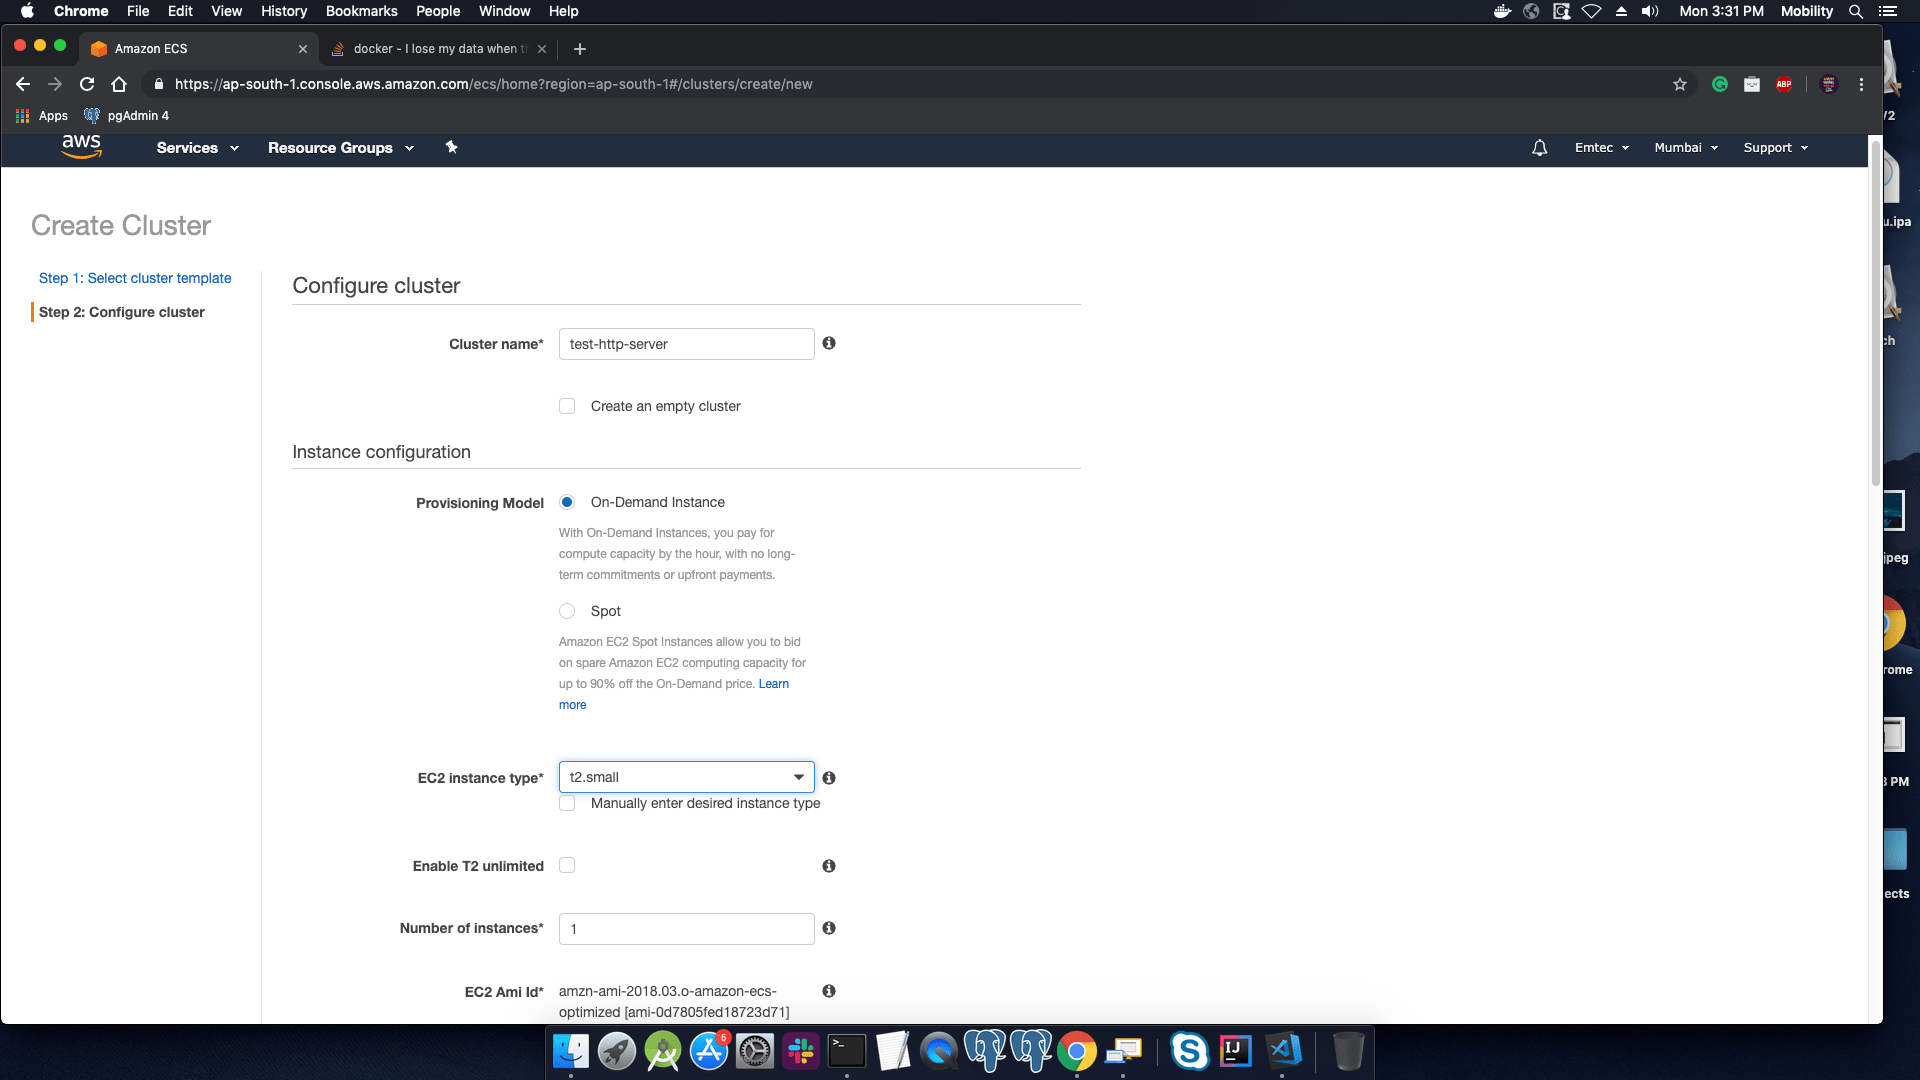 Chrome File Edit View History Bookmarks People Window Help Mon 3:31 PM Mobility
Amazon ECS docker - I lose my data when t
https://ap-south-1.console.aws.amazon.com/ecs/home?region=ap-south-1#/clusters/create/new ABP
Apps pgAdmin 4
aws Services Resource Groups Emtec Mumbai Support
Create Cluster
Step 1: Select cluster template
Step 2: Configure cluster
Configure cluster
Cluster name* test-http-server
Create an empty cluster
Instance configuration
Provisioning Model On-Demand Instance
With On-Demand Instances, you pay for
compute capacity by the hour, with no long-
term commitments or upfront payments.
Spot
Amazon EC2 Spot Instances allow you to bid
on spare Amazon EC2 computing capacity for
up to 90% off the On-Demand price. Learn
more
EC2 instance type* t2.small
Manually enter desired instance type
Enable T2 unlimited
Number of instances* 1
EC2 Ami Id* amzn-ami-2018.03.o-amazon-ecs-
optimized [ami-0d7805fed18723d71]
u.ipa
ch
jpeg
rome
PM
ects
5
IJ